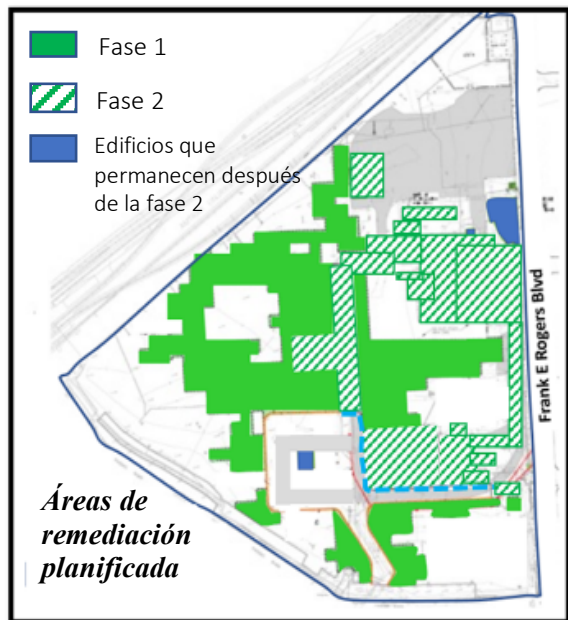 Fase 1
Fase 2
Edificios que
permanecen después
de la fase 2
Frank E Rogers Blvd
Áreas de
remediación
planificada